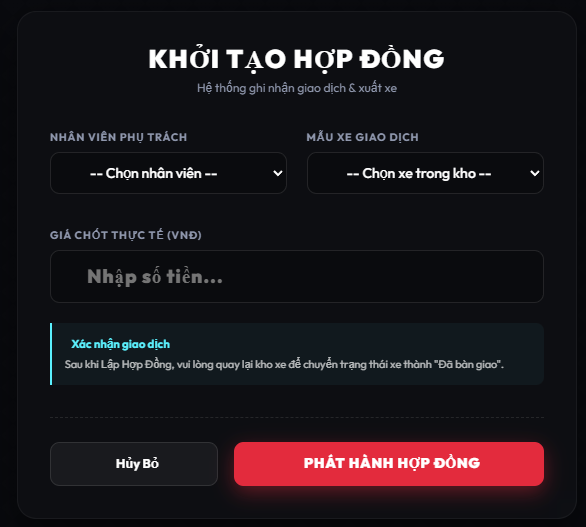 KHỞI TẠO HỢP ĐỒNG
Hệ thống ghi nhận giao dịch & xuất xe
NHÂN VIÊN PHỤ TRÁCH
MẪU XE GIAO DỊCH
-- Chọn nhân viên --
-- Chọn xe trong kho --
GIÁ CHỐT THỰC TẾ (VNĐ)
Nhập số tiền...
Xác nhận giao dịch
Sau khi Lập Hợp Đồng, vui lòng quay lại kho xe để chuyển trạng thái xe thành "Đã bàn giao".
Hủy Bỏ
PHÁT HÀNH HỢP ĐỒNG